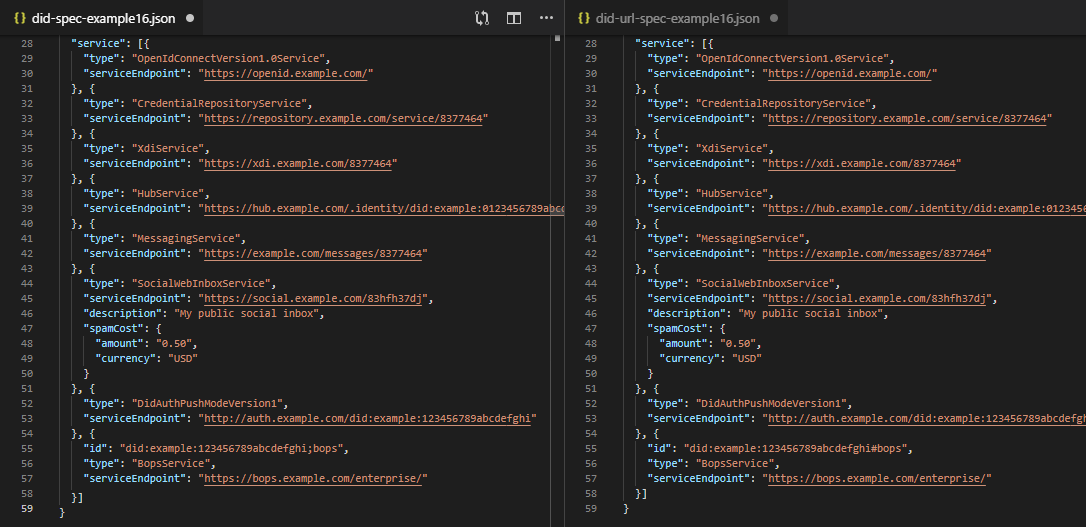 {} did-spec-example16.json
28 "service": [{
29 "type": "OpenIdConnectVersion1.0Service",
30 "serviceEndpoint": "https://openid.example.com/"
31 }, {
32 "type": "CredentialRepositoryService",
33 "serviceEndpoint": "https://repository.example.com/service/8377464"
34 }, {
35 "type": "XdiService",
36 "serviceEndpoint": "https://xdi.example.com/8377464"
37 }, {
38 "type": "HubService",
39 "serviceEndpoint": "https://hub.example.com/.identity/did:example:0123456789abcd
40 }, {
41 "type": "MessagingService",
42 "serviceEndpoint": "https://example.com/messages/8377464"
43 }, {
44 "type": "SocialWebInboxService",
45 "serviceEndpoint": "https://social.example.com/83hfh37dj",
46 "description": "My public social inbox",
47 "spamCost": {
48 "amount": "0.50",
49 "currency": "USD"
50 }
51 }, {
52 "type": "DidAuthPushModeVersion1",
53 "serviceEndpoint": "http://auth.example.com/did:example:123456789abcdefghi"
54 }, {
55 "id": "did:example:123456789abcdefghi;bops",
56 "type": "BopsService",
57 "serviceEndpoint": "https://bops.example.com/enterprise/"
58 }]
59 }
{} did-url-spec-example16.json
28 "service": [{
29 "type": "OpenIdConnectVersion1.0Service",
30 "serviceEndpoint": "https://openid.example.com/"
31 }, {
32 "type": "CredentialRepositoryService",
33 "serviceEndpoint": "https://repository.example.com/service/8377464"
34 }, {
35 "type": "XdiService",
36 "serviceEndpoint": "https://xdi.example.com/8377464"
37 }, {
38 "type": "HubService",
39 "serviceEndpoint": "https://hub.example.com/.identity/did:example:0123456
40 }, {
41 "type": "MessagingService",
42 "serviceEndpoint": "https://example.com/messages/8377464"
43 }, {
44 "type": "SocialWebInboxService",
45 "serviceEndpoint": "https://social.example.com/83hfh37dj",
46 "description": "My public social inbox",
47 "spamCost": {
48 "amount": "0.50",
49 "currency": "USD"
50 }
51 }, {
52 "type": "DidAuthPushModeVersion1",
53 "serviceEndpoint": "http://auth.example.com/did:example:123456789abcdefgh
54 }, {
55 "id": "did:example:123456789abcdefghi#bops",
56 "type": "BopsService",
57 "serviceEndpoint": "https://bops.example.com/enterprise/"
58 }]
59 }